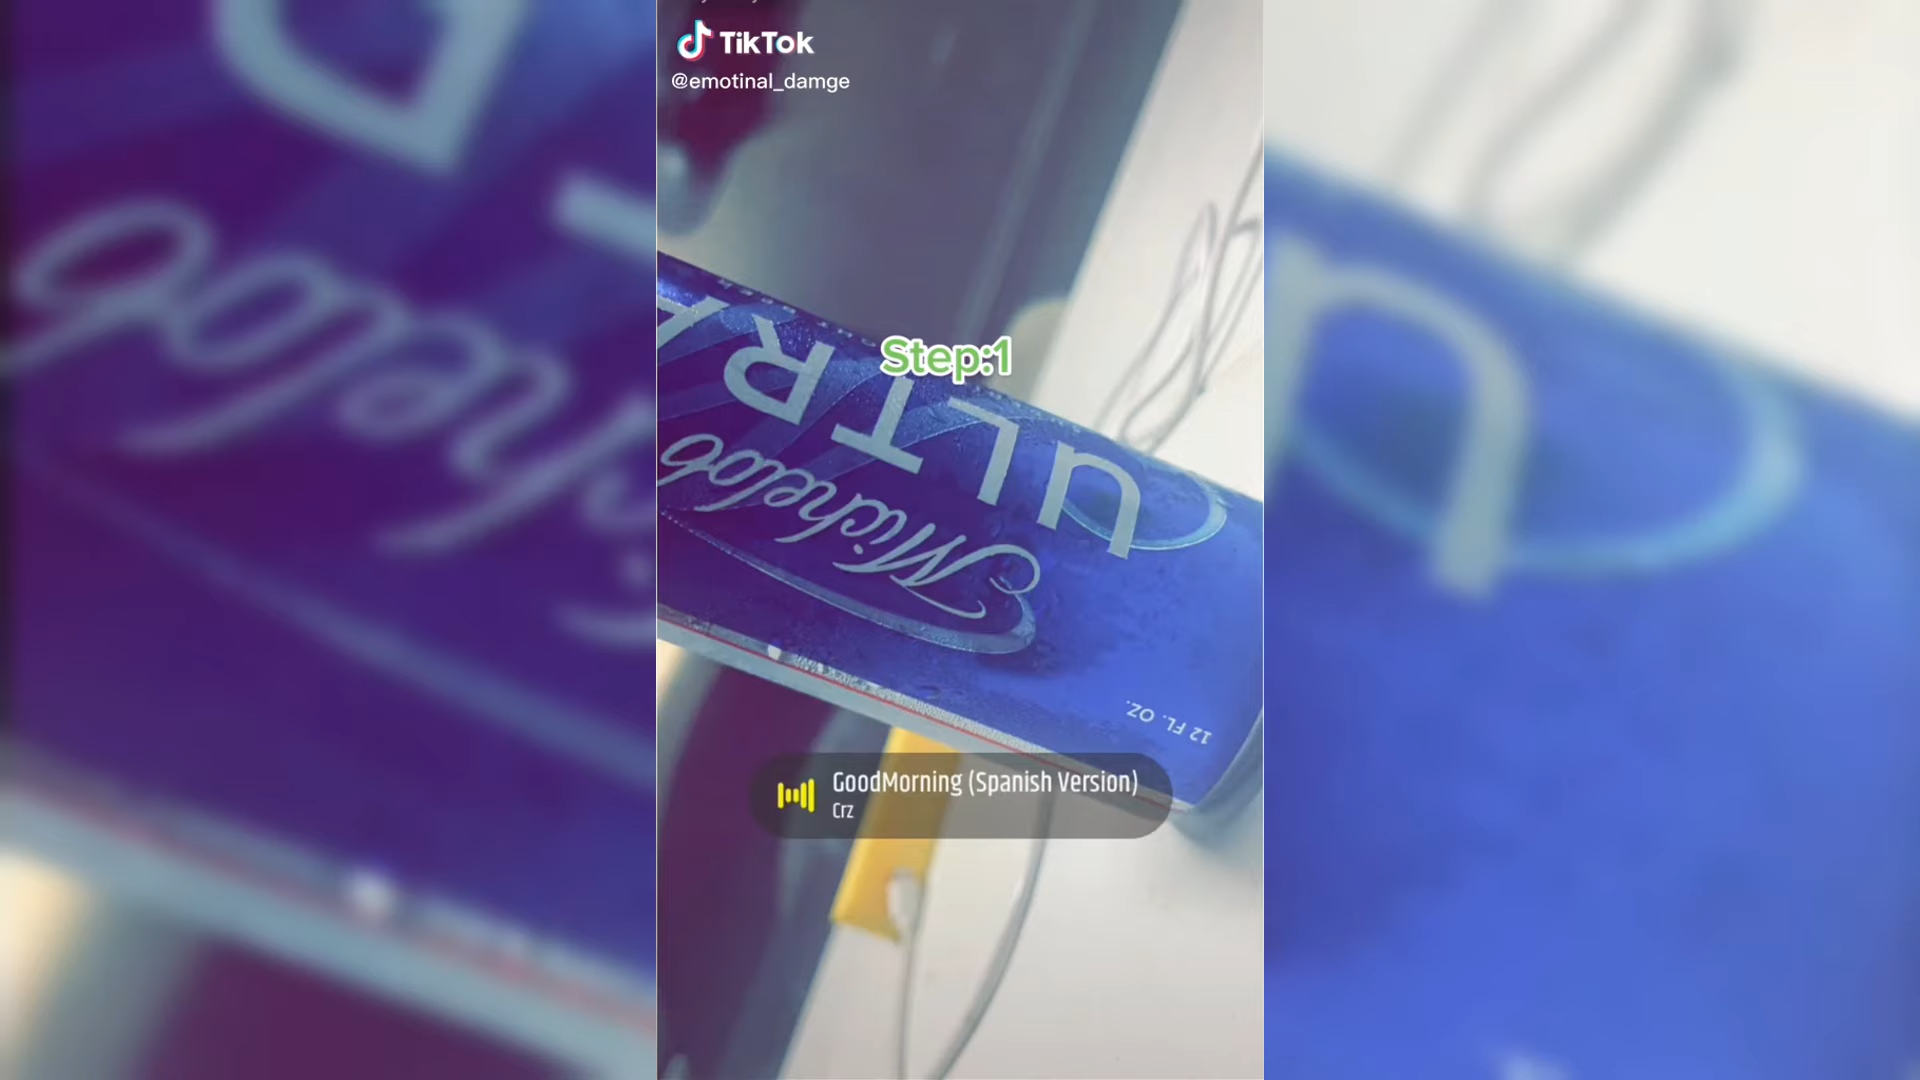 TikTok
@emotinal_damge
Step:1
ULTRA
Michelob
12 FL. OZ.
GoodMorning (Spanish Version)
Crz